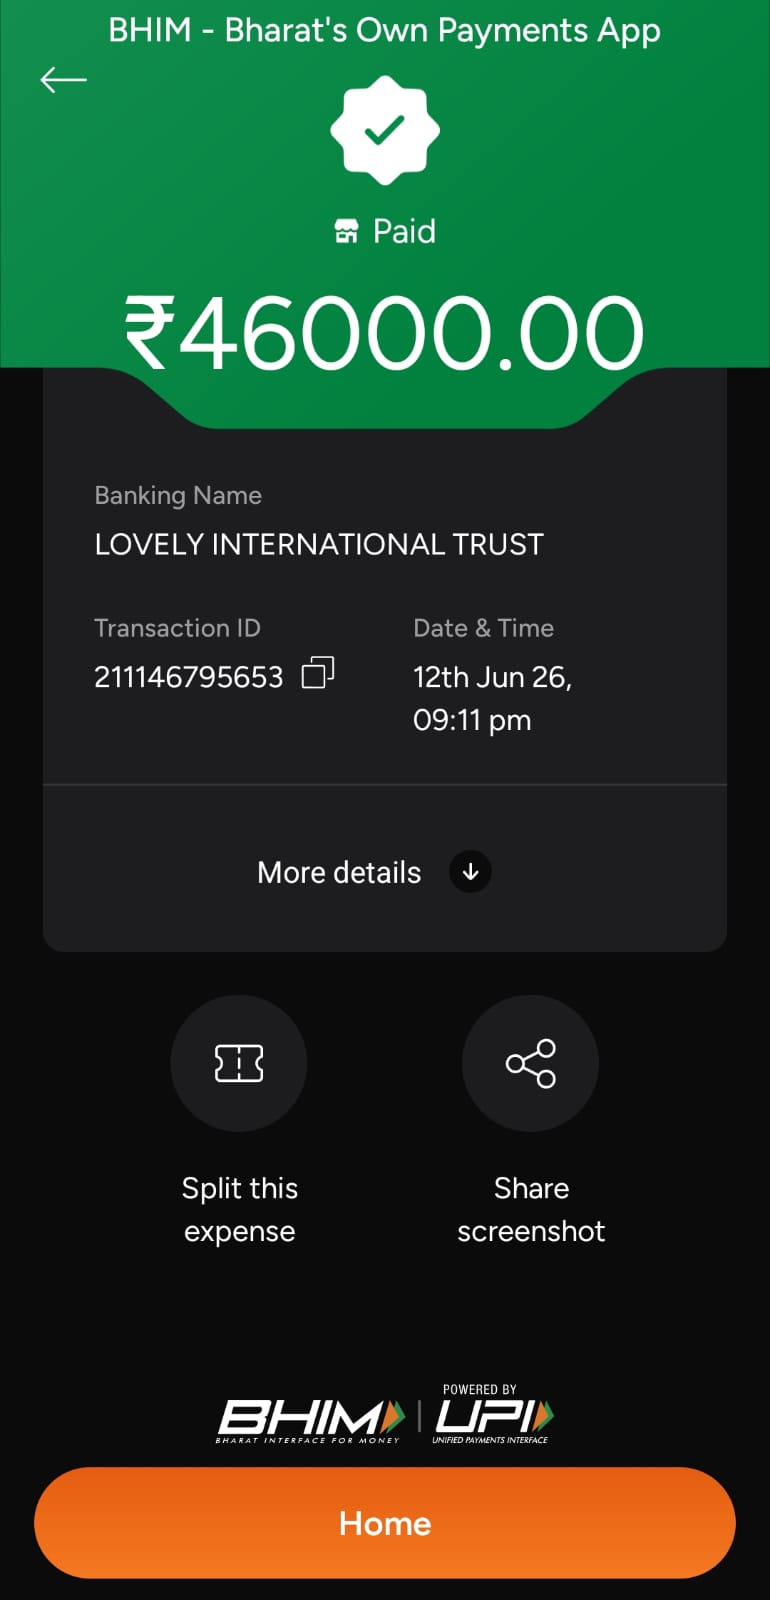 BHIM - Bharat's Own Payments App
Paid
₹46000.00
Banking Name
LOVELY INTERNATIONAL TRUST
Transaction ID
211146795653
Date & Time
12th Jun 26,
09:11 pm
More details
Split this
expense
Share
screenshot
BHIM
BHARAT INTERFACE FOR MONEY
POWERED BY
UPI
UNIFIED PAYMENTS INTERFACE
Home